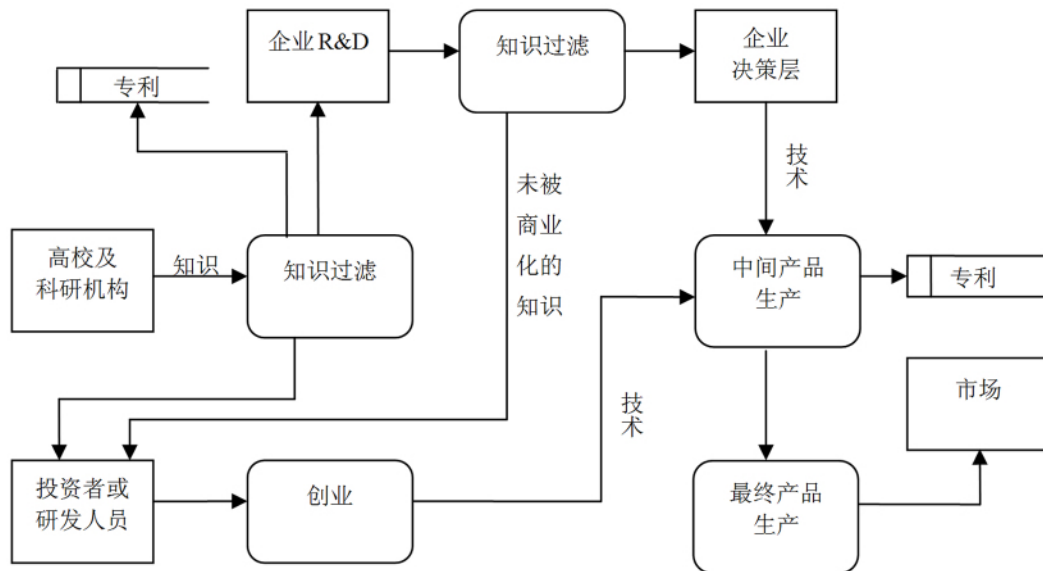 企业 R&D
知识过滤
企业
决策层
专利
技
术
未被
商业
化的
知识
高校及
科研机构
知识
知识过滤
中间产品
生产
专利
市场
技
术
投资者或
研发人员
创业
最终产品
生产